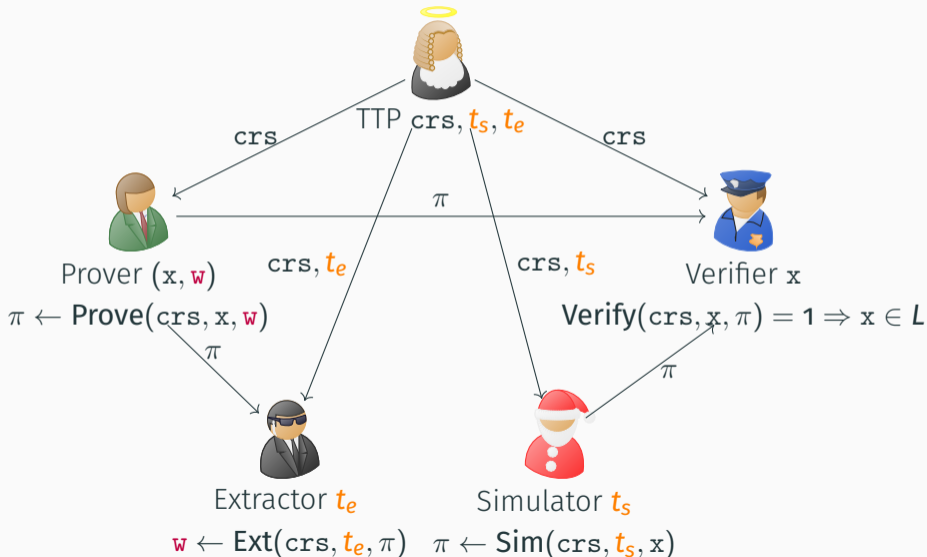 TTP crs, tₛ, tₑ
crs
crs
π
Prover (x, w)
Verifier x
crs, tₑ
crs, tₛ
π ← Prove(crs, x, w)
Verify(crs, x, π) = 1 ⇒ x ∈ L
π
π
Extractor tₑ
Simulator tₛ
w ← Ext(crs, tₑ, π)
π ← Sim(crs, tₛ, x)